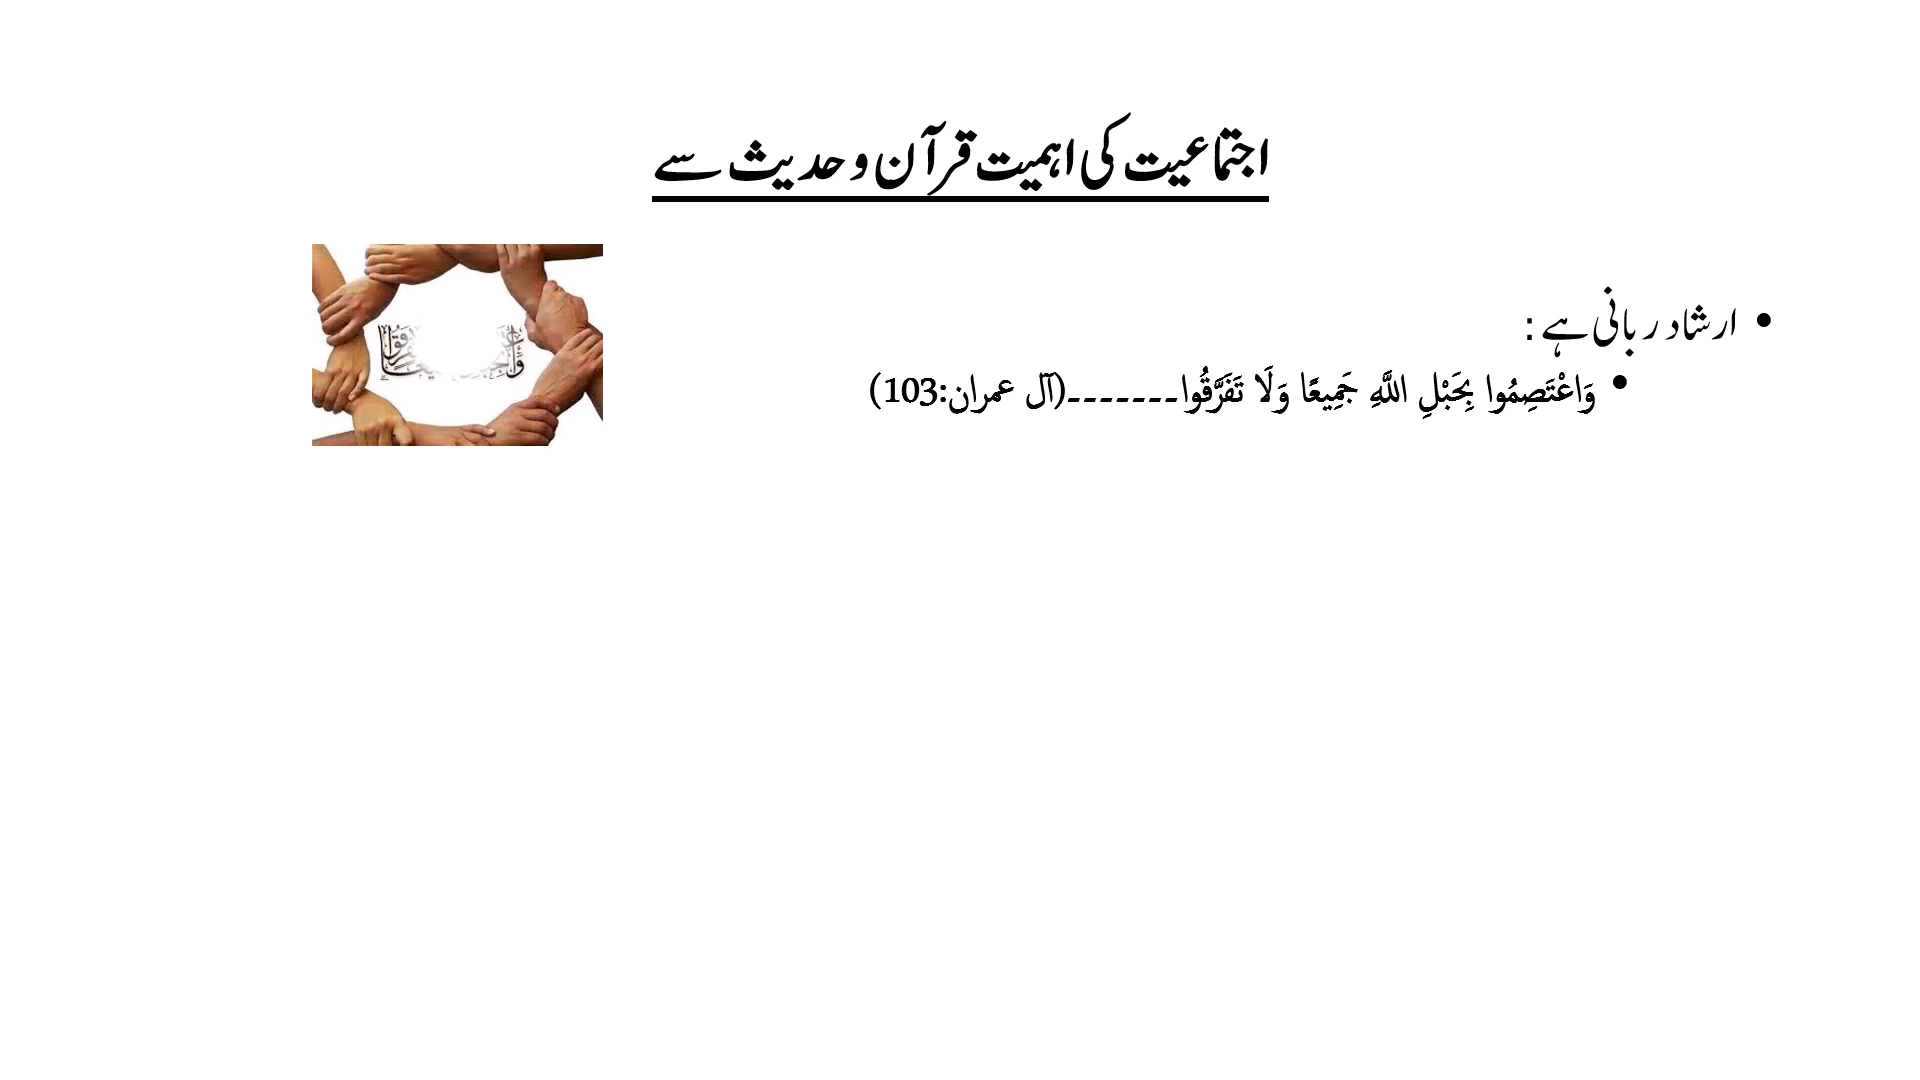 اجتماعیت کی اہمیت قرآن و حدیث سے
• ارشاد ربانی ہے :
• وَاعْتَصِمُوا بِحَبْلِ اللَّهِ جَمِيعًا وَلَا تَفَرَّقُوا-------(آل عمران:103)